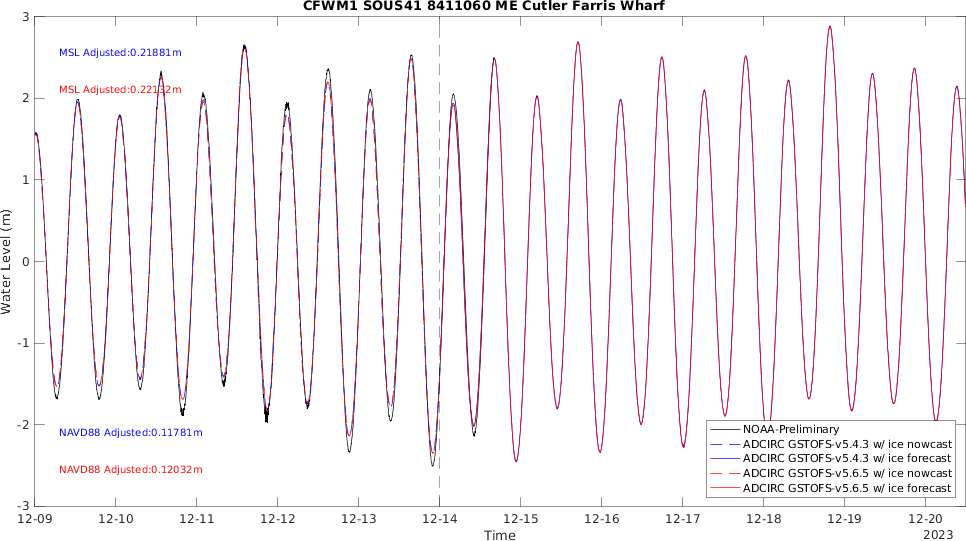 CFWM1 SOUS41 8411060 ME Cutler Farris Wharf
3
2
1
0
-1
-2
-3
Water Level (m)
MSL Adjusted:0.21881m
MSL Adjusted:0.22132m
NAVD88 Adjusted:0.11781m
NAVD88 Adjusted:0.12032m
NOAA-Preliminary
ADCIRC GSTOFS-v5.4.3 w/ ice nowcast
ADCIRC GSTOFS-v5.4.3 w/ ice forecast
ADCIRC GSTOFS-v5.6.5 w/ ice nowcast
ADCIRC GSTOFS-v5.6.5 w/ ice forecast
12-09 12-10 12-11 12-12 12-13 12-14 12-15 12-16 12-17 12-18 12-19 12-20
Time
2023